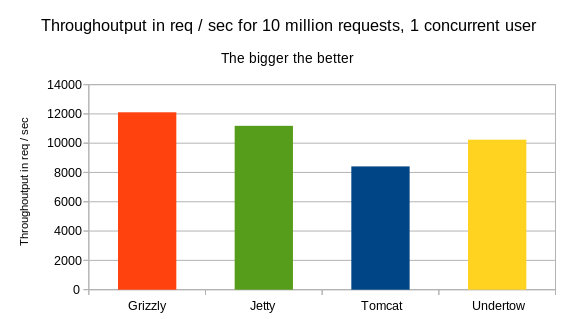 Throughoutput in req / sec for 10 million requests, 1 concurrent user
The bigger the better
Throughoutput in req / sec
14000
12000
10000
8000
6000
4000
2000
0
Grizzly Jetty Tomcat Undertow